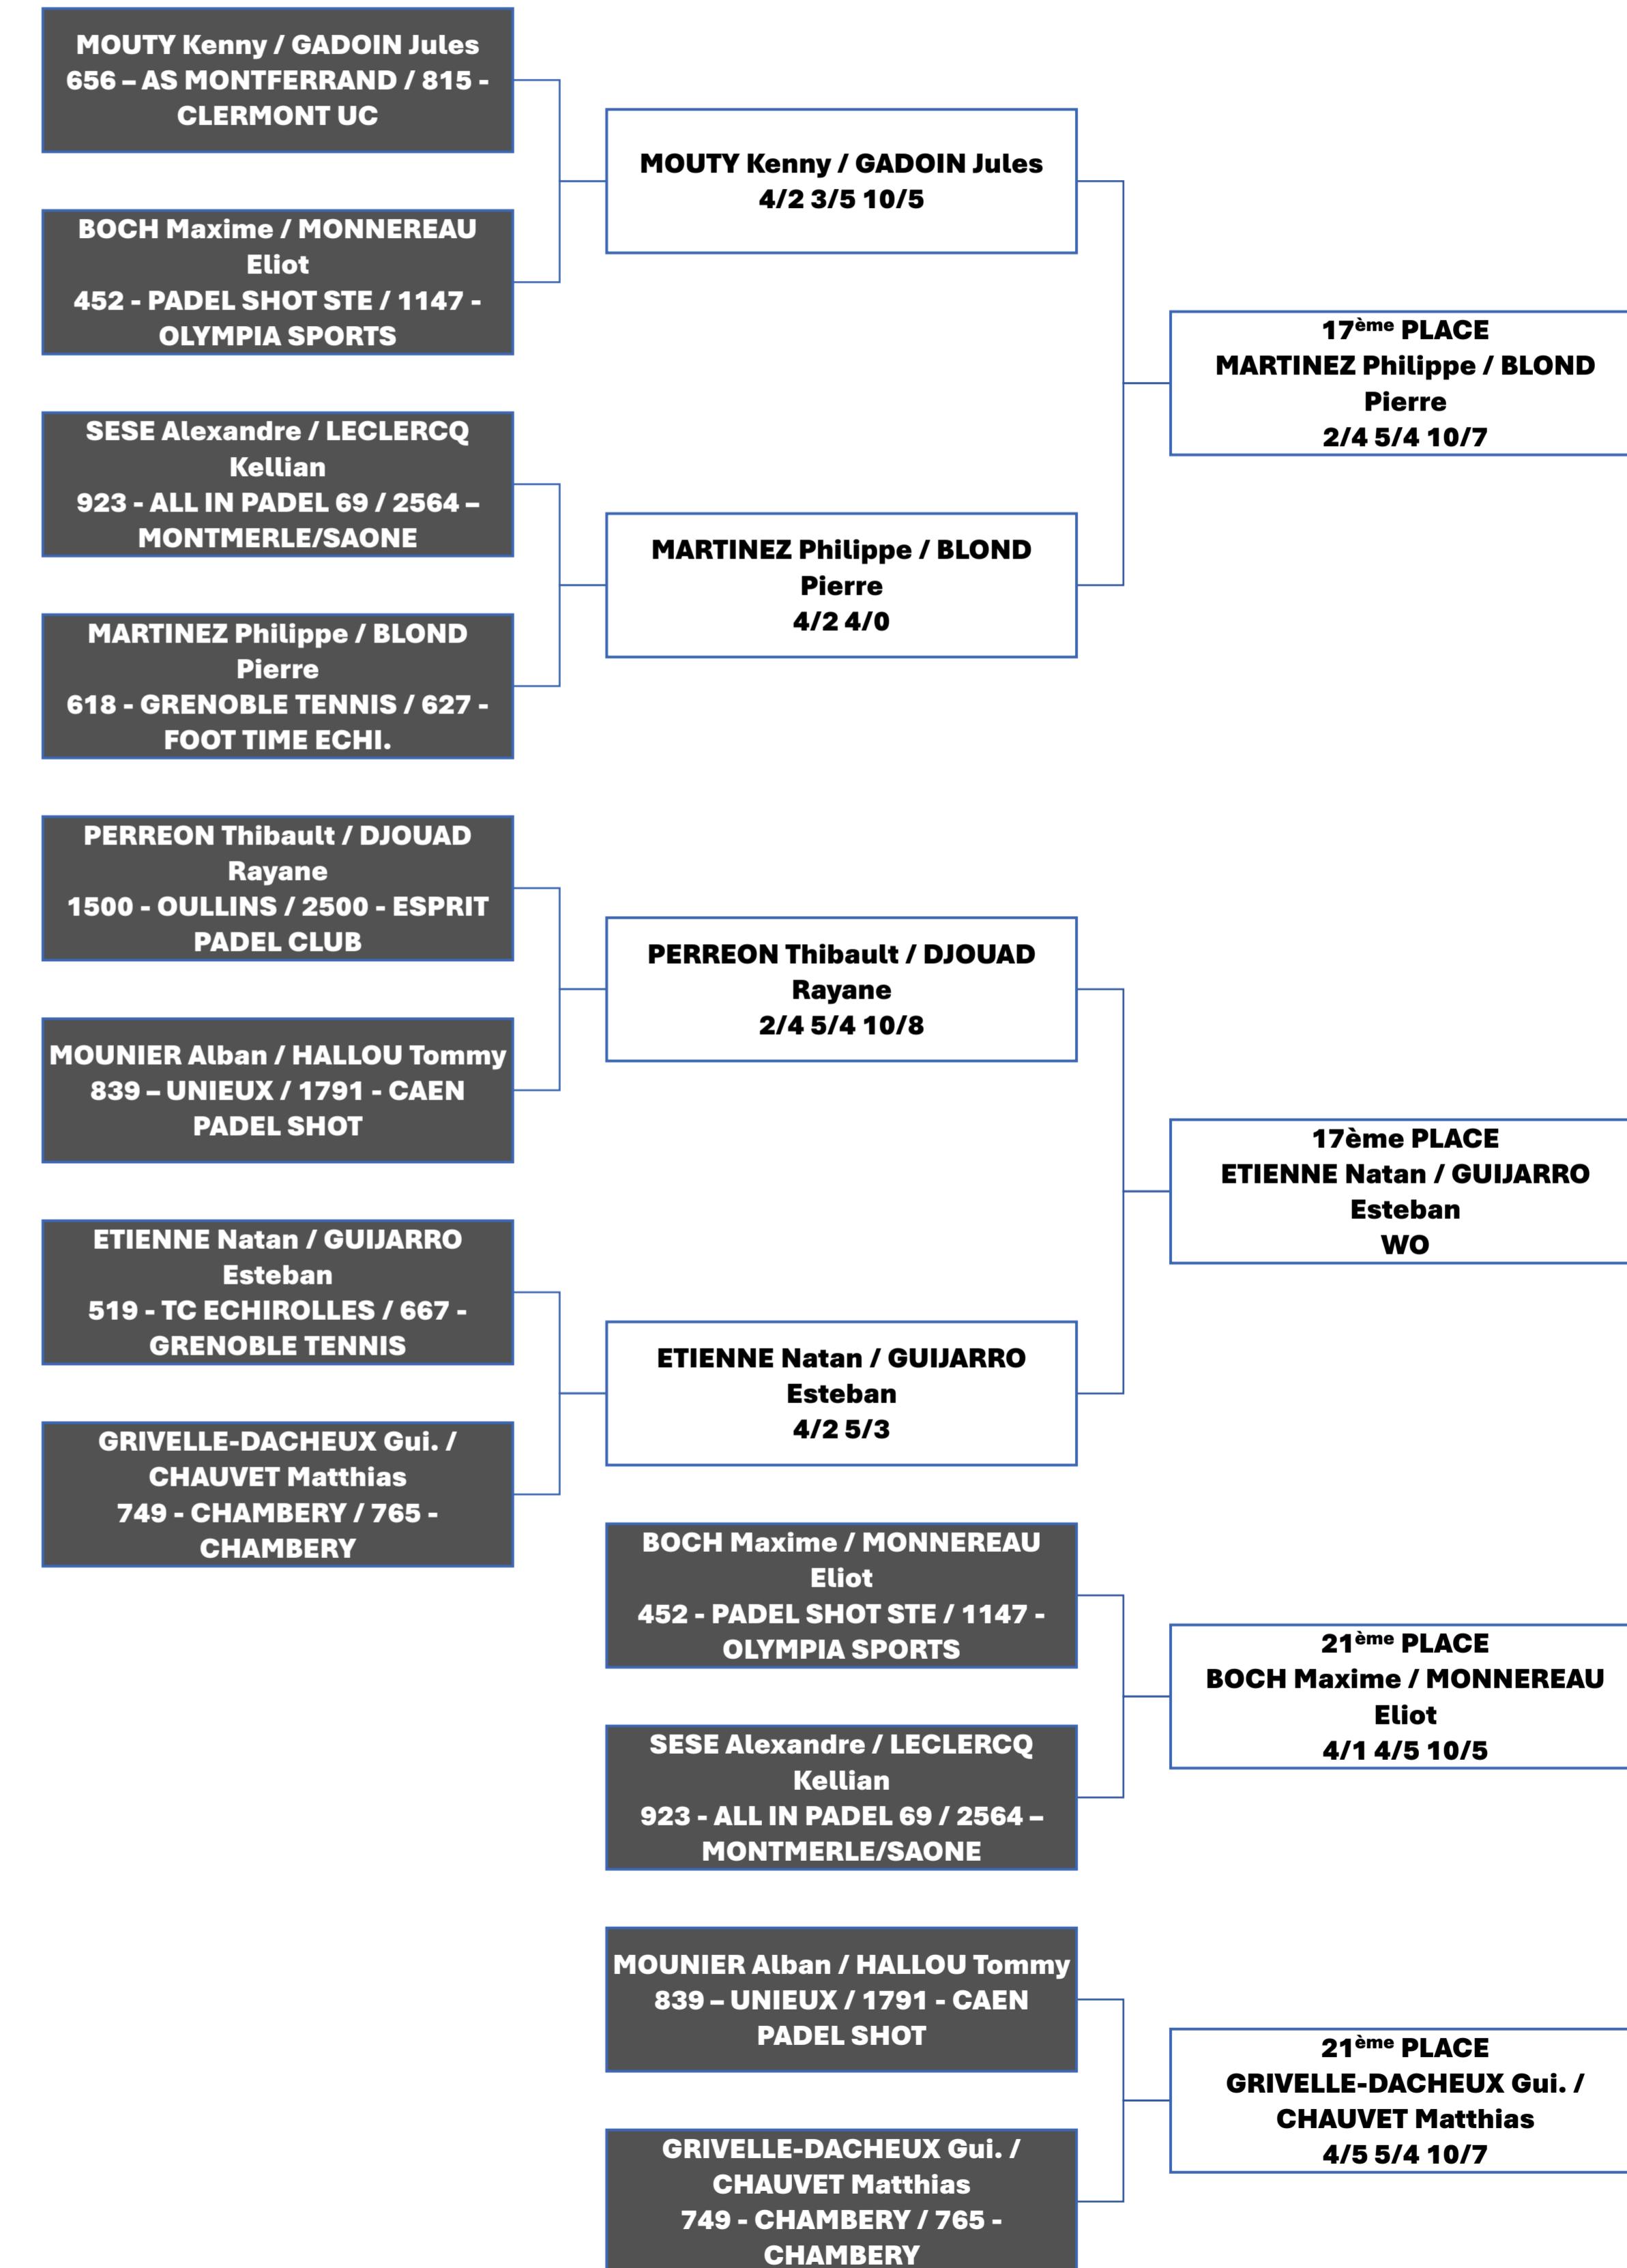 MOUTY Kenny / GADOIN Jules
656 – AS MONTFERRAND / 815 -
CLERMONT UC
BOCH Maxime / MONNEREAU
Eliot
452 - PADEL SHOT STE / 1147 -
OLYMPIA SPORTS
SESE Alexandre / LECLERCQ
Kellian
923 - ALL IN PADEL 69 / 2564 –
MONTMERLE/SAONE
MARTINEZ Philippe / BLOND
Pierre
618 - GRENOBLE TENNIS / 627 -
FOOT TIME ECHI.
PERREON Thibault / DJOUAD
Rayane
1500 - OULLINS / 2500 - ESPRIT
PADEL CLUB
MOUNIER Alban / HALLOU Tommy
839 – UNIEUX / 1791 - CAEN
PADEL SHOT
ETIENNE Natan / GUIJARRO
Esteban
519 - TC ECHIROLLES / 667 -
GRENOBLE TENNIS
GRIVELLE-DACHEUX Gui. /
CHAUVET Matthias
749 - CHAMBERY / 765 -
CHAMBERY
MOUTY Kenny / GADOIN Jules
4/2 3/5 10/5
MARTINEZ Philippe / BLOND
Pierre
4/2 4/0
PERREON Thibault / DJOUAD
Rayane
2/4 5/4 10/8
ETIENNE Natan / GUIJARRO
Esteban
4/2 5/3
BOCH Maxime / MONNEREAU
Eliot
452 - PADEL SHOT STE / 1147 -
OLYMPIA SPORTS
SESE Alexandre / LECLERCQ
Kellian
923 - ALL IN PADEL 69 / 2564 –
MONTMERLE/SAONE
MOUNIER Alban / HALLOU Tommy
839 – UNIEUX / 1791 - CAEN
PADEL SHOT
GRIVELLE-DACHEUX Gui. /
CHAUVET Matthias
749 - CHAMBERY / 765 -
CHAMBERY
17ème PLACE
MARTINEZ Philippe / BLOND
Pierre
2/4 5/4 10/7
17ème PLACE
ETIENNE Natan / GUIJARRO
Esteban
WO
21ème PLACE
BOCH Maxime / MONNEREAU
Eliot
4/1 4/5 10/5
21ème PLACE
GRIVELLE-DACHEUX Gui. /
CHAUVET Matthias
4/5 5/4 10/7